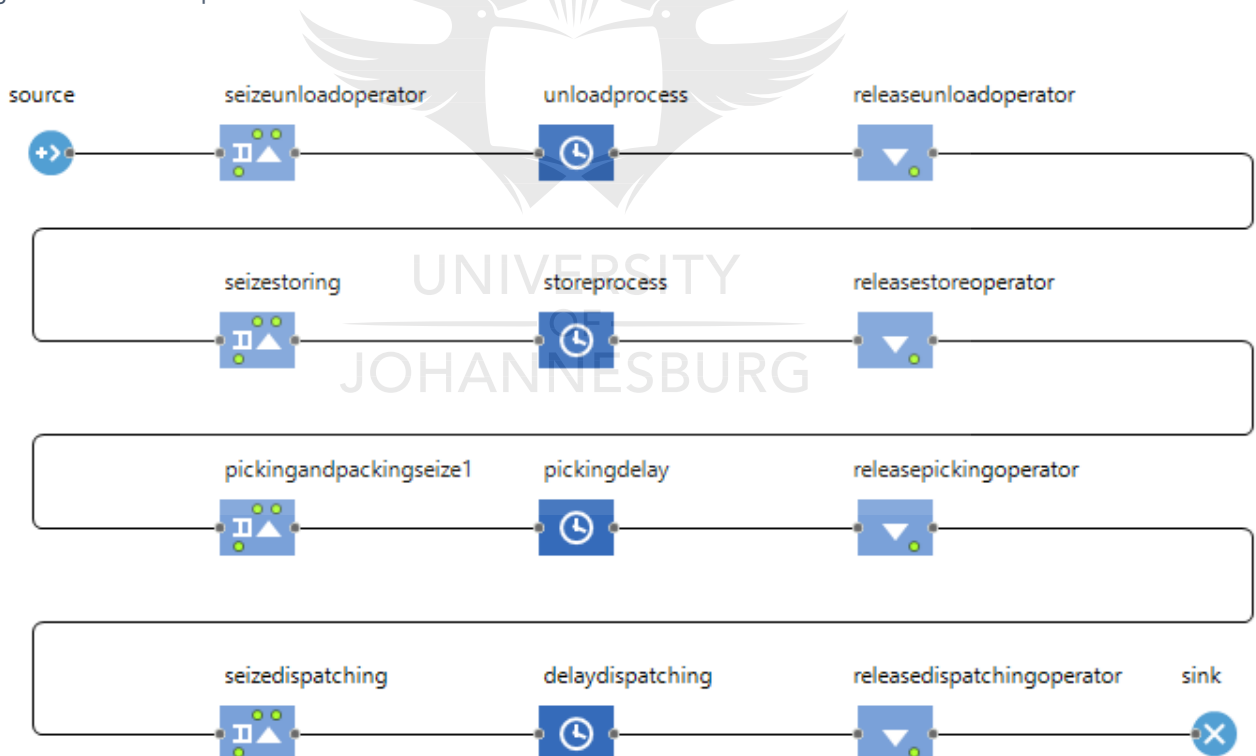 source seizeunloadoperator unloadprocess releaseunloadoperator
seizestoring storeprocess releasestoreoperator
UNIVERSITY
OF
JOHANNESBURG
pickingandpackingseize1 pickingdelay releasepickingoperator
seizedispatching delaydispatching releasedispatchingoperator sink